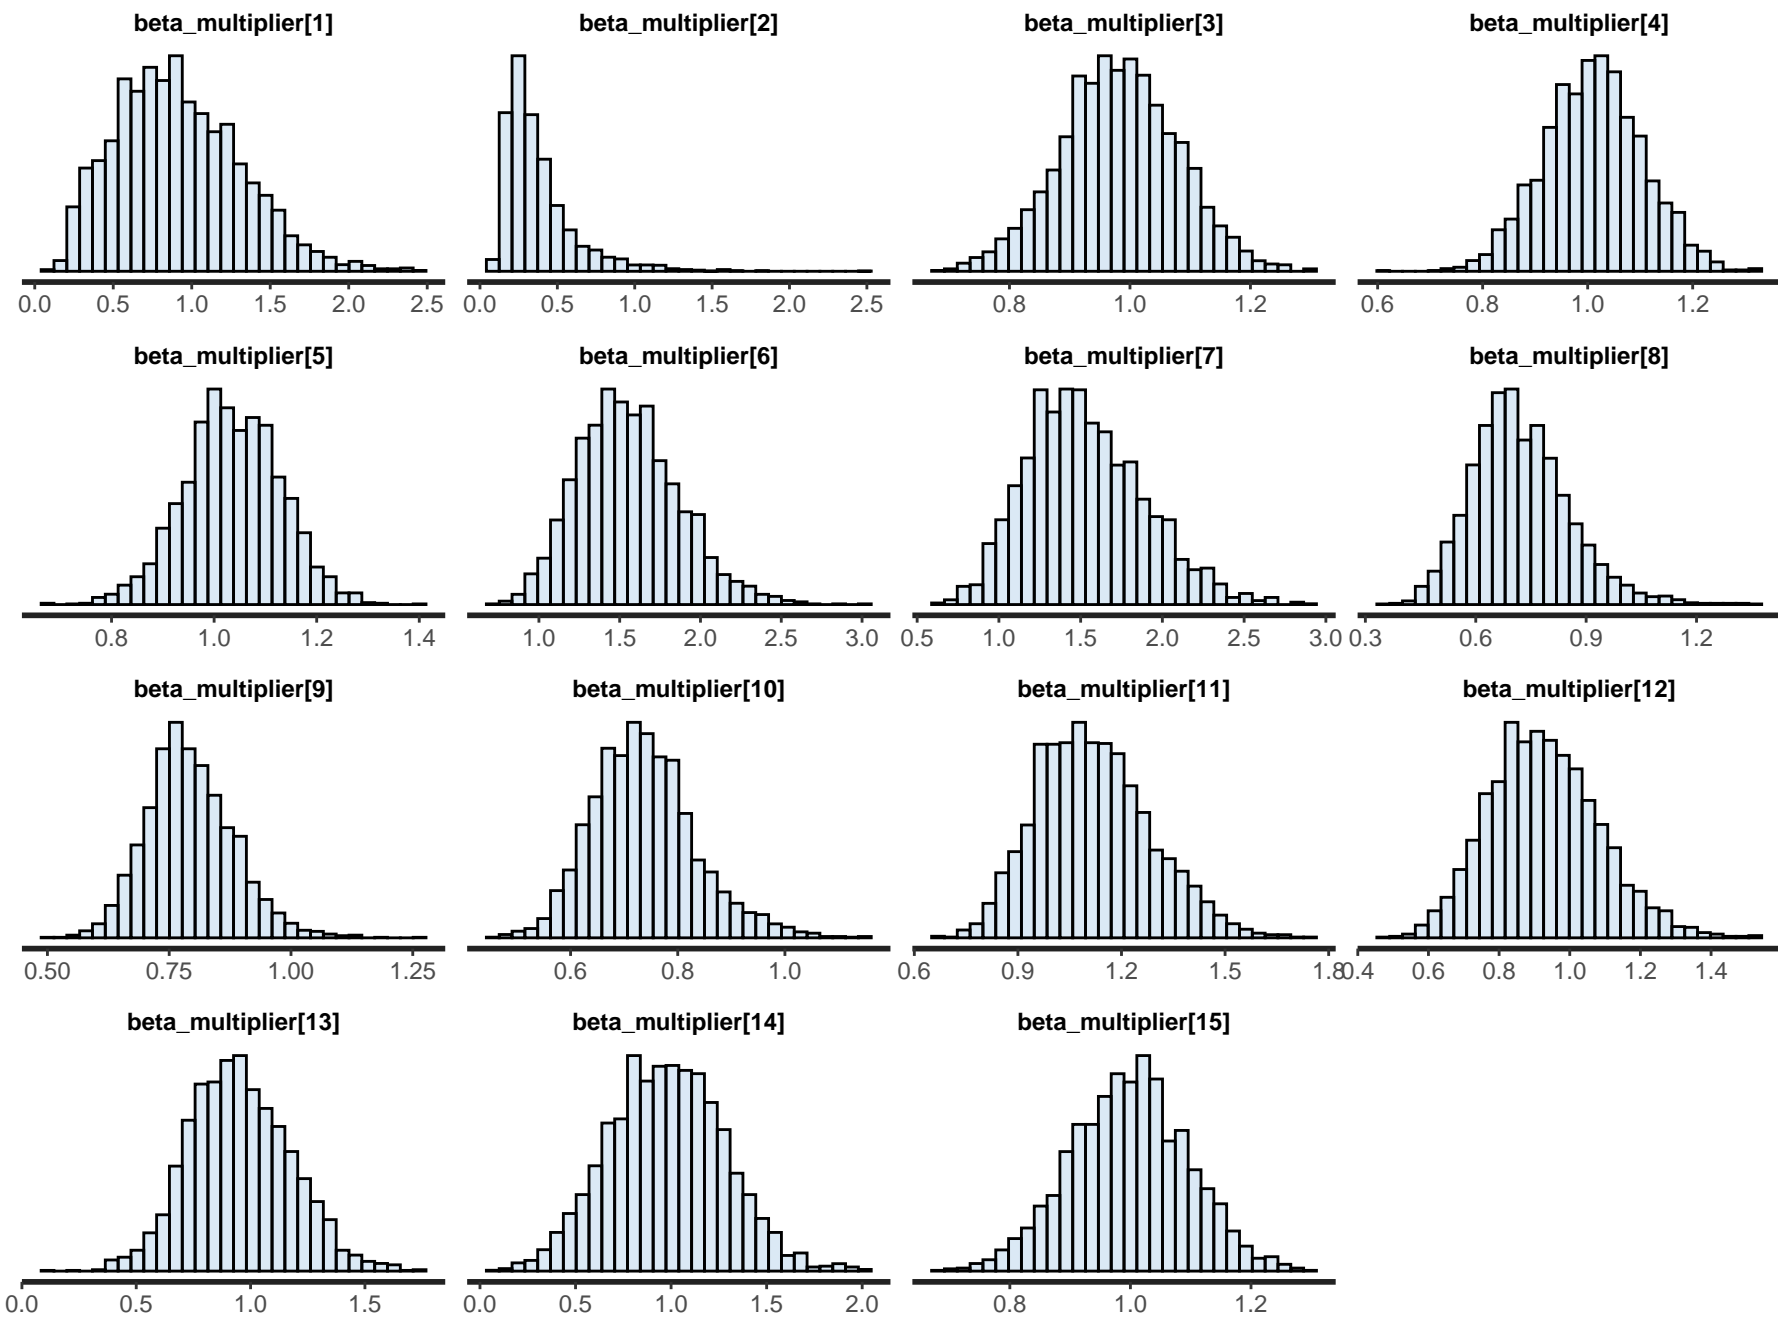 beta_multiplier[1] beta_multiplier[2] beta_multiplier[3] beta_multiplier[4]
0.0 0.5 1.0 1.5 2.0 2.5 0.0 0.5 1.0 1.5 2.0 2.5 0.8 1.0 1.2 0.6 0.8 1.0 1.2
beta_multiplier[5] beta_multiplier[6] beta_multiplier[7] beta_multiplier[8]
0.8 1.0 1.2 1.4 1.0 1.5 2.0 2.5 3.0 0.5 1.0 1.5 2.0 2.5 3.0 0.3 0.6 0.9 1.2
beta_multiplier[9] beta_multiplier[10] beta_multiplier[11] beta_multiplier[12]
0.50 0.75 1.00 1.25 0.6 0.8 1.0 0.6 0.9 1.2 1.5 1.8 0.4 0.6 0.8 1.0 1.2 1.4
beta_multiplier[13] beta_multiplier[14] beta_multiplier[15]
0.0 0.5 1.0 1.5 0.0 0.5 1.0 1.5 2.0 0.8 1.0 1.2